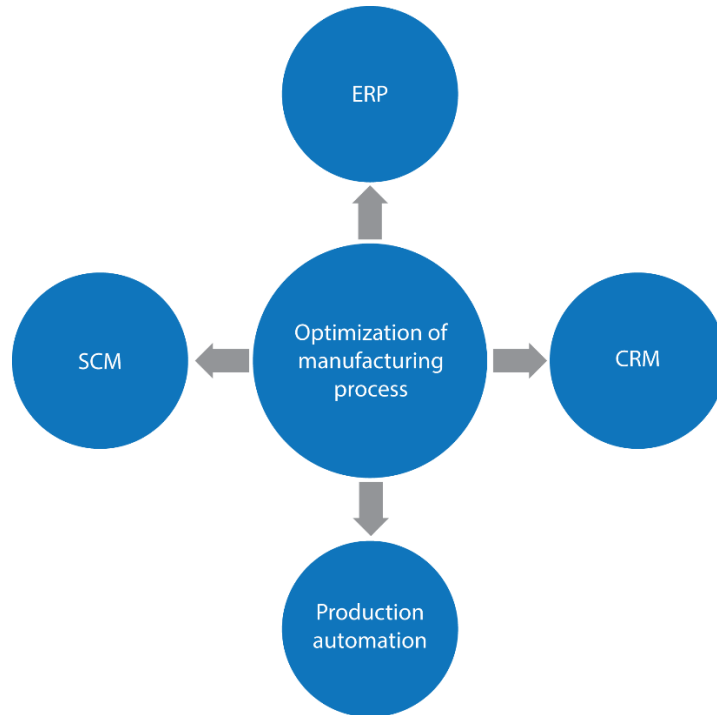 ERP
SCM
Optimization of
manufacturing
process
CRM
Production
automation